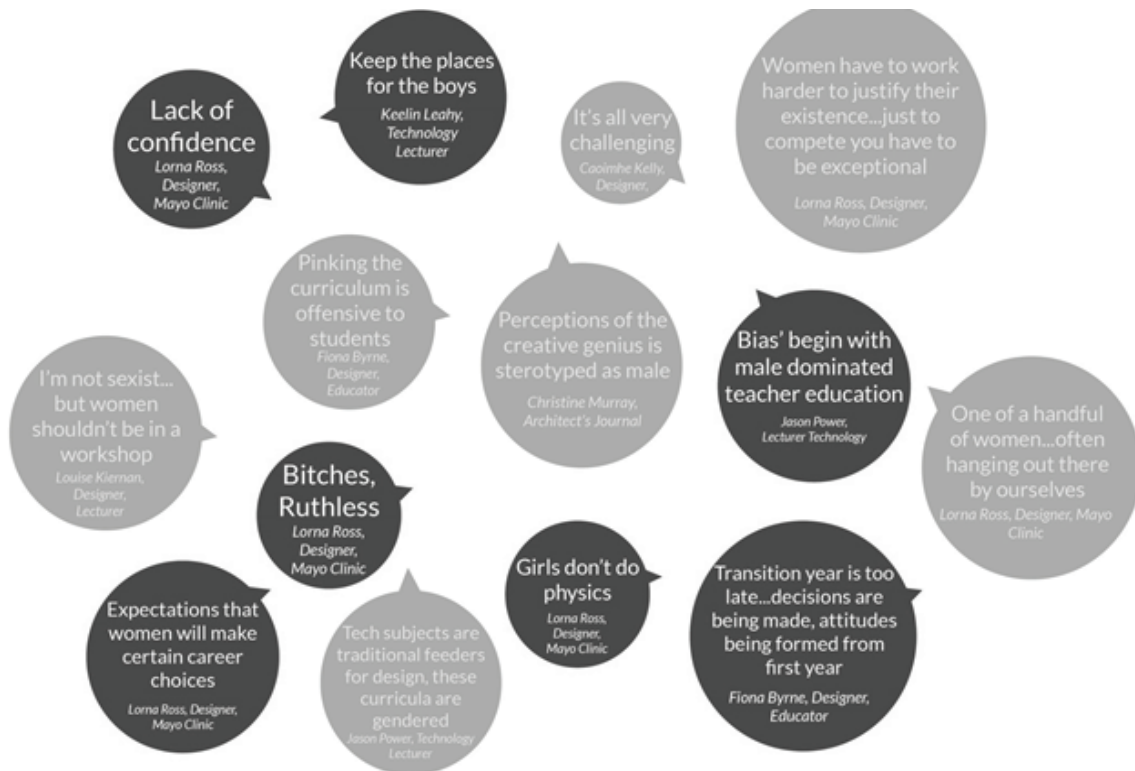 Lack of
confidence
Lorna Ross,
Designer,
Mayo Clinic
Keep the places
for the boys
Keelin Leahy,
Technology
Lecturer
It's all very
challenging
Caoimhe Kelly,
Designer,
Women have to work
harder to justify their
existence...just to
compete you have to
be exceptional
Lorna Ross, Designer,
Mayo Clinic
Pinking the
curriculum is
offensive to
students
Fiona Byrne,
Designer,
Educator
Perceptions of the
creative genius is
sterotyped as male
Christine Murray,
Architect's Journal
Bias' begin with
male dominated
teacher education
Jason Power,
Lecturer Technology
I'm not sexist...
but women
shouldn't be in a
workshop
Louise Kiernan,
Designer,
Lecturer
One of a handful
of women...often
hanging out there
by ourselves
Lorna Ross, Designer, Mayo
Clinic
Bitches,
Ruthless
Lorna Ross,
Designer,
Mayo Clinic
Girls don't do
physics
Lorna Ross,
Designer,
Mayo Clinic
Transition year is too
late...decisions are
being made, attitudes
being formed from
first year
Fiona Byrne, Designer,
Educator
Expectations that
women will make
certain career
choices
Lorna Ross, Designer,
Mayo Clinic
Tech subjects are
traditional feeders
for design, these
curricula are
gendered
Jason Power, Technology
Lecturer